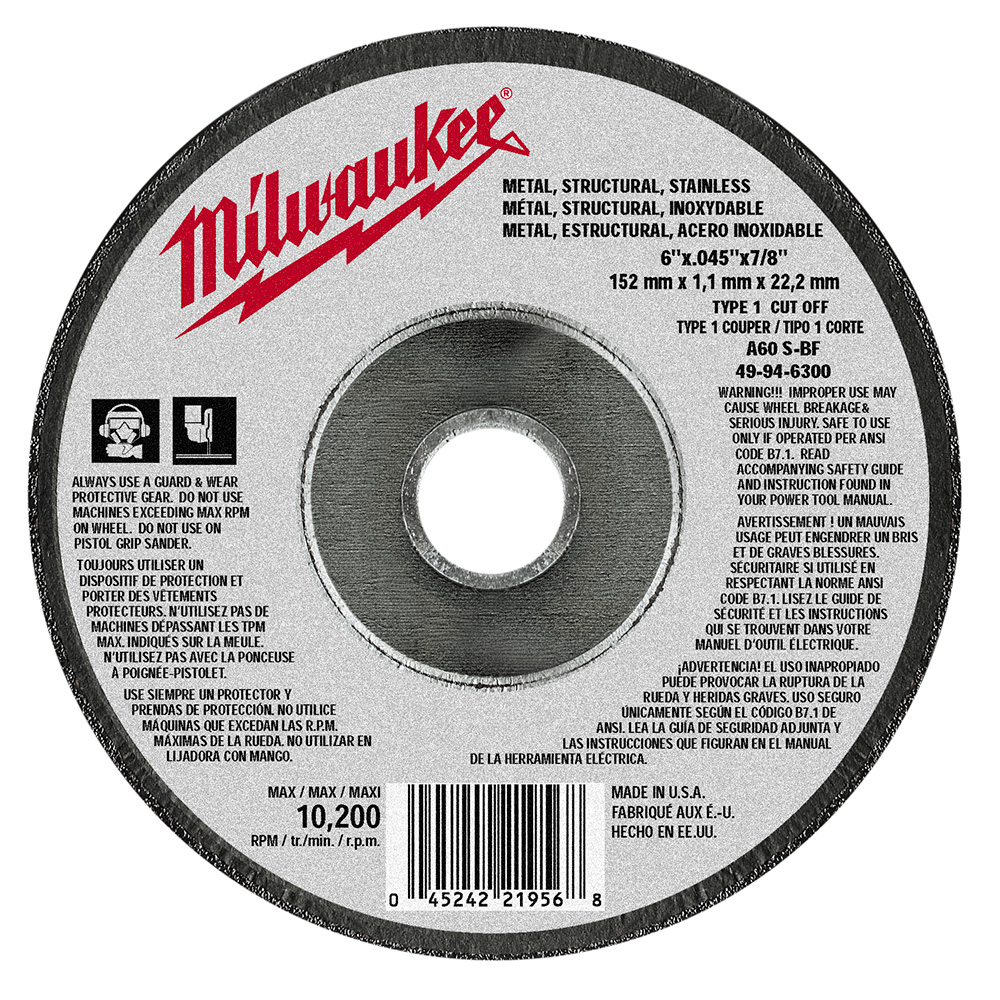 Milwaukee®
METAL, STRUCTURAL, STAINLESS
MÉTAL, STRUCTURAL, INOXYDABLE
METAL, ESTRUCTURAL, ACERO INOXIDABLE
6"x.045"x7/8"
152 mm x 1,1 mm x 22,2 mm
TYPE 1 CUT OFF
TYPE 1 COUPER / TIPO 1 CORTE
A60 S-BF
49-94-6300
WARNING!!! IMPROPER USE MAY
CAUSE WHEEL BREAKAGE&
SERIOUS INJURY. SAFE TO USE
ONLY IF OPERATED PER ANSI
CODE B7.1. READ
ACCOMPANYING SAFETY GUIDE
AND INSTRUCTION FOUND IN
YOUR POWER TOOL MANUAL.
AVERTISSEMENT ! UN MAUVAIS
USAGE PEUT ENGENDRER UN BRIS
ET DE GRAVES BLESSURES.
SÉCURITAIRE SI UTILISÉ EN
RESPECTANT LA NORME ANSI
CODE B7.1. LISEZ LE GUIDE DE
SÉCURITÉ ET LES INSTRUCTIONS
QUI SE TROUVENT DANS VOTRE
MANUEL D'OUTIL ÉLECTRIQUE.
¡ADVERTENCIA! EL USO INAPROPIADO
PUEDE PROVOCAR LA RUPTURA DE LA
RUEDA Y HERIDAS GRAVES. USO SEGURO
ÚNICAMENTE SEGÚN EL CÓDIGO B7.1 DE
ANSI. LEA LA GUÍA DE SEGURIDAD ADJUNTA Y
LAS INSTRUCCIONES QUE FIGURAN EN EL MANUAL
DE LA HERRAMIENTA ELÉCTRICA.
ALWAYS USE A GUARD & WEAR
PROTECTIVE GEAR. DO NOT USE
MACHINES EXCEEDING MAX RPM
ON WHEEL. DO NOT USE ON
PISTOL GRIP SANDER.
TOUJOURS UTILISER UN
DISPOSITIF DE PROTECTION ET
PORTER DES VÊTEMENTS
PROTECTEURS. N'UTILISEZ PAS DE
MACHINES DÉPASSANT LES TPM
MAX. INDIQUÉS SUR LA MEULE.
N'UTILISEZ PAS AVEC LA PONCEUSE
À POIGNÉE-PISTOLET.
USE SIEMPRE UN PROTECTOR Y
PRENDAS DE PROTECCIÓN. NO UTILICE
MÁQUINAS QUE EXCEDAN LAS R.P.M.
MÁXIMAS DE LA RUEDA. NO UTILIZAR EN
LIJADORA CON MANGO.
MAX / MAX / MAXI
10,200
RPM / tr./min. / r.p.m.
0 45242 21956 8
MADE IN U.S.A.
FABRIQUÉ AUX É.-U.
HECHO EN EE.UU.